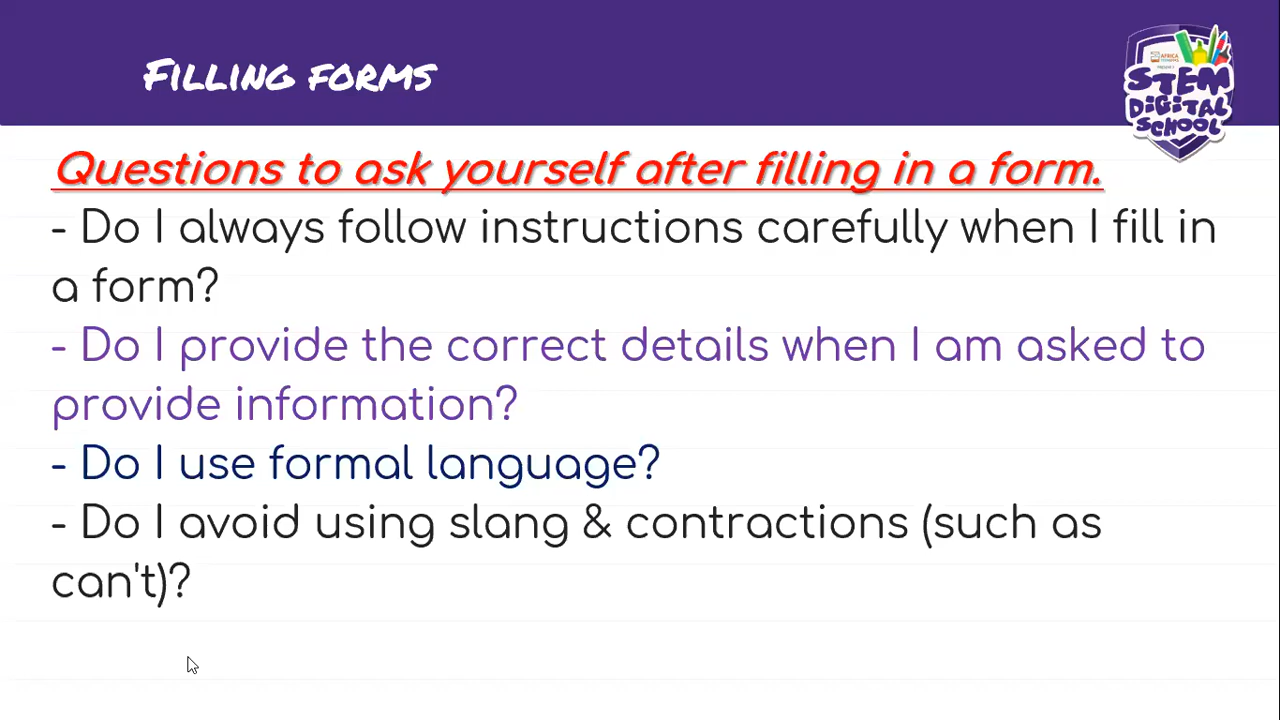 FILLING FORMS
AFRICA
STEM
DIGITAL
SCHOOL
Questions to ask yourself after filling in a form.
- Do I always follow instructions carefully when I fill in
a form?
- Do I provide the correct details when I am asked to
provide information?
- Do I use formal language?
- Do I avoid using slang & contractions (such as
can't)?